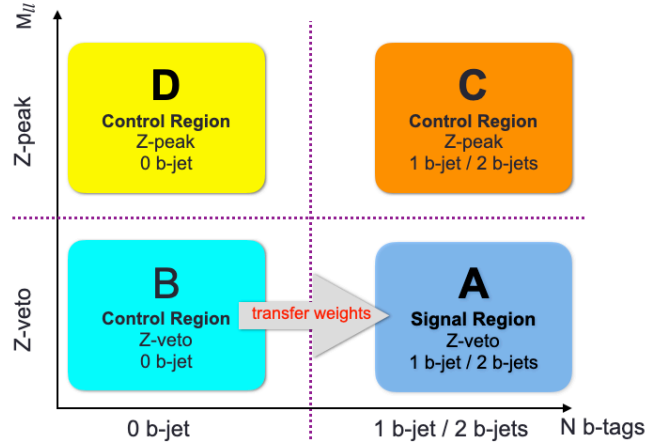 M_ll
Z-peak
D
Control Region
Z-peak
0 b-jet
C
Control Region
Z-peak
1 b-jet / 2 b-jets
Z-veto
B
Control Region
Z-veto
0 b-jet
transfer weights
A
Signal Region
Z-veto
1 b-jet / 2 b-jets
0 b-jet
1 b-jet / 2 b-jets
N b-tags